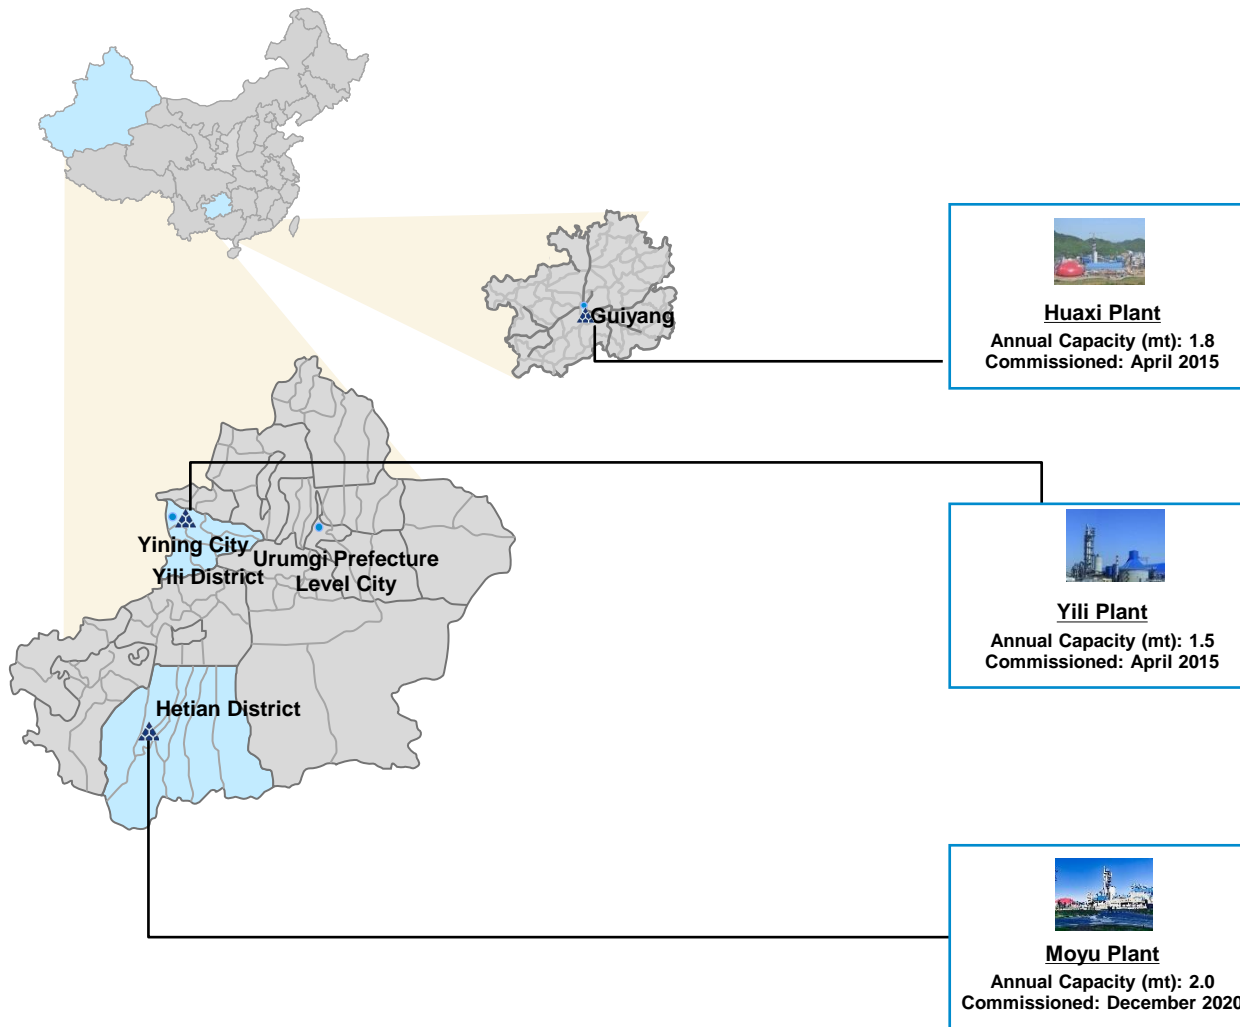 Guiyang
Huaxi Plant
Annual Capacity (mt): 1.8
Commissioned: April 2015
Yining City
Yili District
Urumgi Prefecture
Level City
Yili Plant
Annual Capacity (mt): 1.5
Commissioned: April 2015
Hetian District
Moyu Plant
Annual Capacity (mt): 2.0
Commissioned: December 2020